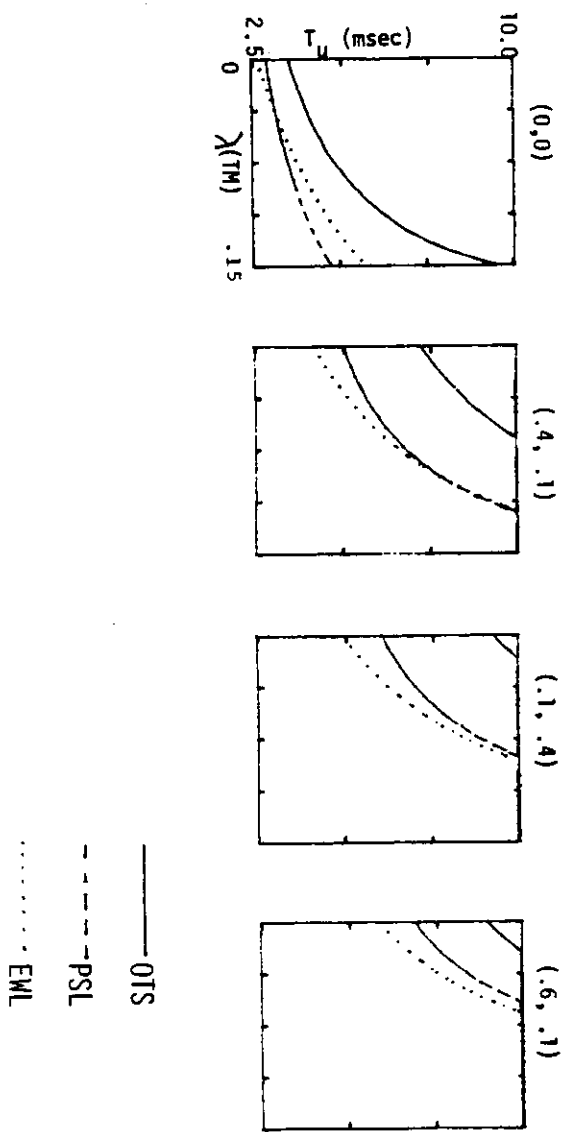 (0,0)
10.0
T_μ (msec)
2.5
0
λ(TM)
.15
(.4, .1)
(.1, .4)
(.6, .1)
OTS
PSL
EWL